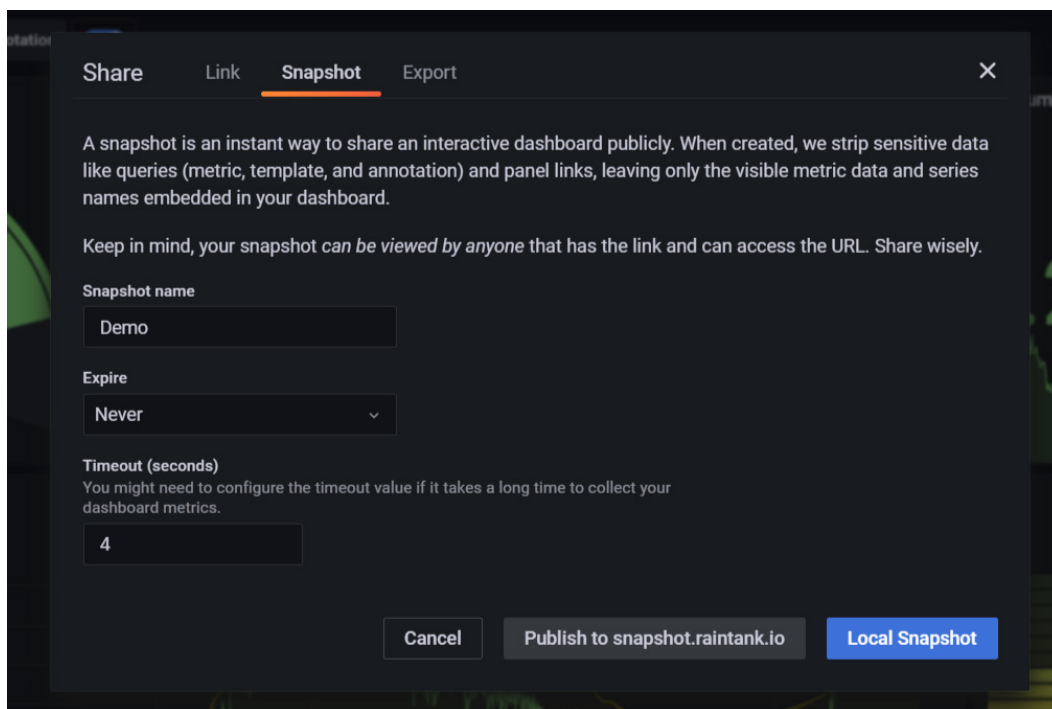 Share Link Snapshot Export
A snapshot is an instant way to share an interactive dashboard publicly. When created, we strip sensitive data
like queries (metric, template, and annotation) and panel links, leaving only the visible metric data and series
names embedded in your dashboard.
Keep in mind, your snapshot can be viewed by anyone that has the link and can access the URL. Share wisely.
Snapshot name
Demo
Expire
Never
Timeout (seconds)
You might need to configure the timeout value if it takes a long time to collect your
dashboard metrics.
4
Cancel Publish to snapshot.raintank.io Local Snapshot